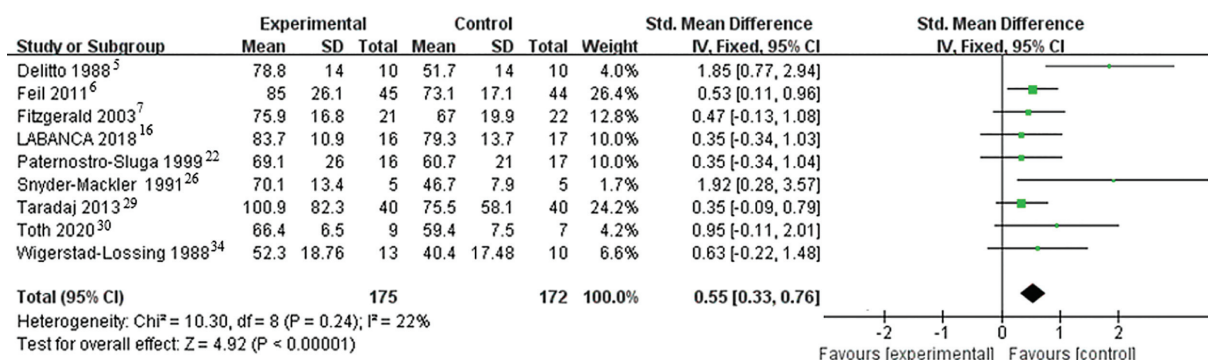 Experimental Control Std. Mean Difference Std. Mean Difference
Study or Subgroup Mean SD Total Mean SD Total Weight IV, Fixed, 95% CI IV, Fixed, 95% CI
Delitto 1988⁵ 78.8 14 10 51.7 14 10 4.0% 1.85 [0.77, 2.94]
Feil 2011⁶ 85 26.1 45 73.1 17.1 44 26.4% 0.53 [0.11, 0.96]
Fitzgerald 2003⁷ 75.9 16.8 21 67 19.9 22 12.8% 0.47 [-0.13, 1.08]
LABANCA 2018¹⁶ 83.7 10.9 16 79.3 13.7 17 10.0% 0.35 [-0.34, 1.03]
Paternostro-Sluga 1999²² 69.1 26 16 60.7 21 17 10.0% 0.35 [-0.34, 1.04]
Snyder-Mackler 1991²⁶ 70.1 13.4 5 46.7 7.9 5 1.7% 1.92 [0.28, 3.57]
Taradaj 2013²⁹ 100.9 82.3 40 75.5 58.1 40 24.2% 0.35 [-0.09, 0.79]
Toth 2020³⁰ 66.4 6.5 9 59.4 7.5 7 4.2% 0.95 [-0.11, 2.01]
Wigerstad-Lossing 1988³⁴ 52.3 18.76 13 40.4 17.48 10 6.6% 0.63 [-0.22, 1.48]
Total (95% CI) 175 172 100.0% 0.55 [0.33, 0.76]
Heterogeneity: Chi² = 10.30, df = 8 (P = 0.24); I² = 22%
Test for overall effect: Z = 4.92 (P < 0.00001)
-2 -1 0 1 2
Favours [experimental] Favours [control]